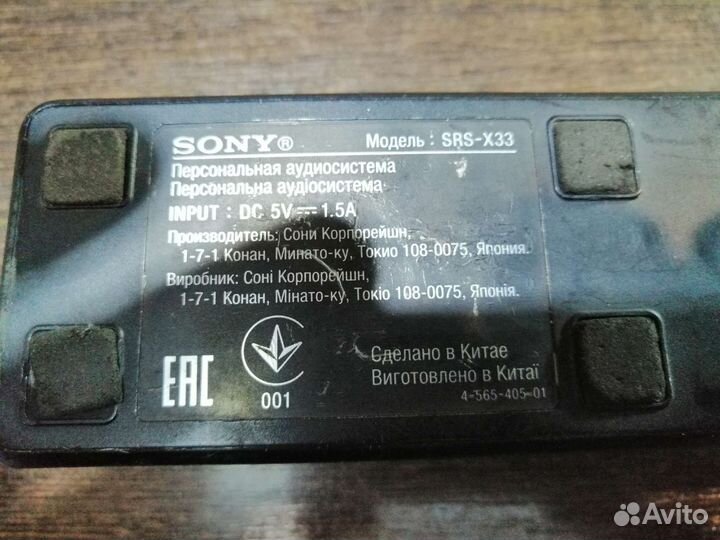 SONY®
Модель : SRS-X33
Персональная аудиосистема
Персональна аудіосистема
INPUT : DC 5V⎓1.5A
Производитель: Сони Корпорейшн,
1-7-1 Конан, Минато-ку, Токио 108-0075, Япония.
Виробник: Соні Корпорейшн,
1-7-1 Конан, Мінато-ку, Токіо 108-0075, Японія.
EAC
001
Сделано в Китае
Виготовлено в Китаї
4-565-405-01
Avito